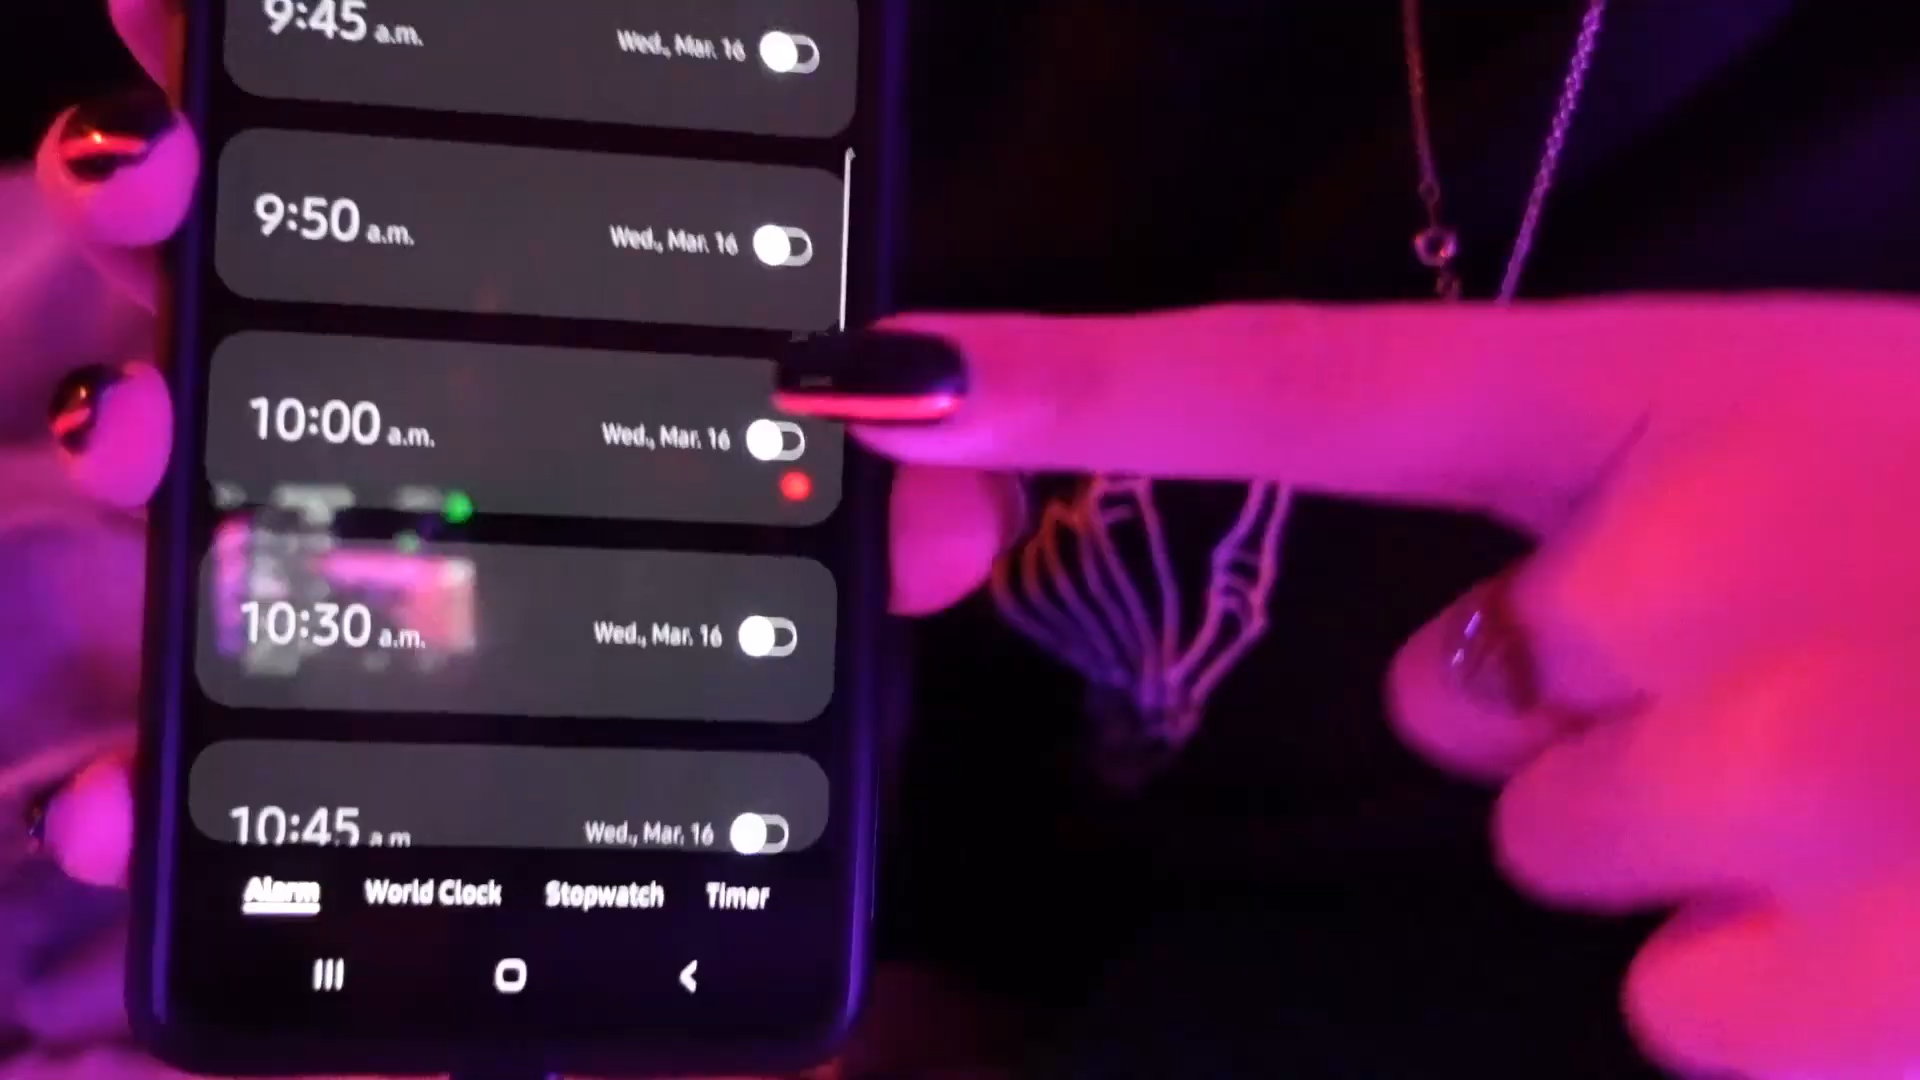 9:45 a.m. Wed., Mar. 16
9:50 a.m. Wed., Mar. 16
10:00 a.m. Wed., Mar. 16
10:30 a.m. Wed., Mar. 16
10:45 a.m Wed., Mar. 16
Alarm World Clock Stopwatch Timer